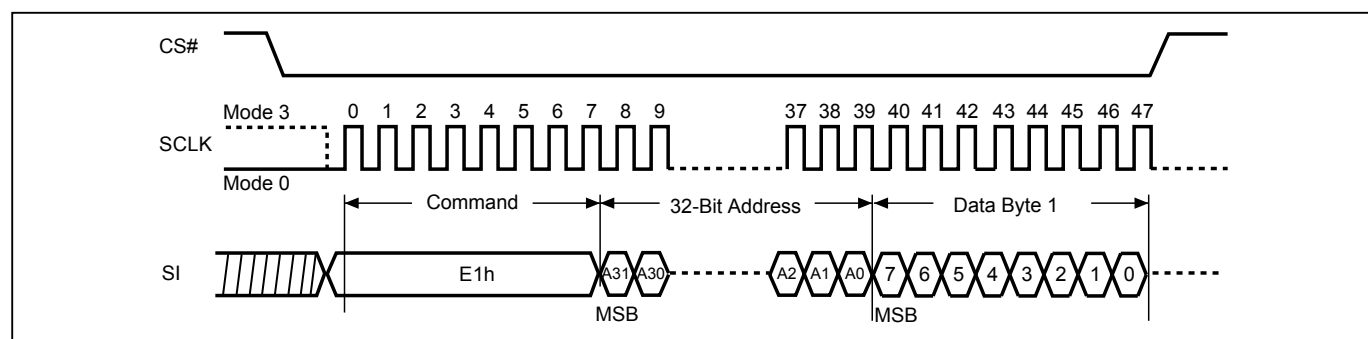 CS#
Mode 3 0 1 2 3 4 5 6 7 8 9 37 38 39 40 41 42 43 44 45 46 47
SCLK
Mode 0
Command 32-Bit Address Data Byte 1
SI E1h A31 A30 A2 A1 A0 7 6 5 4 3 2 1 0
MSB MSB